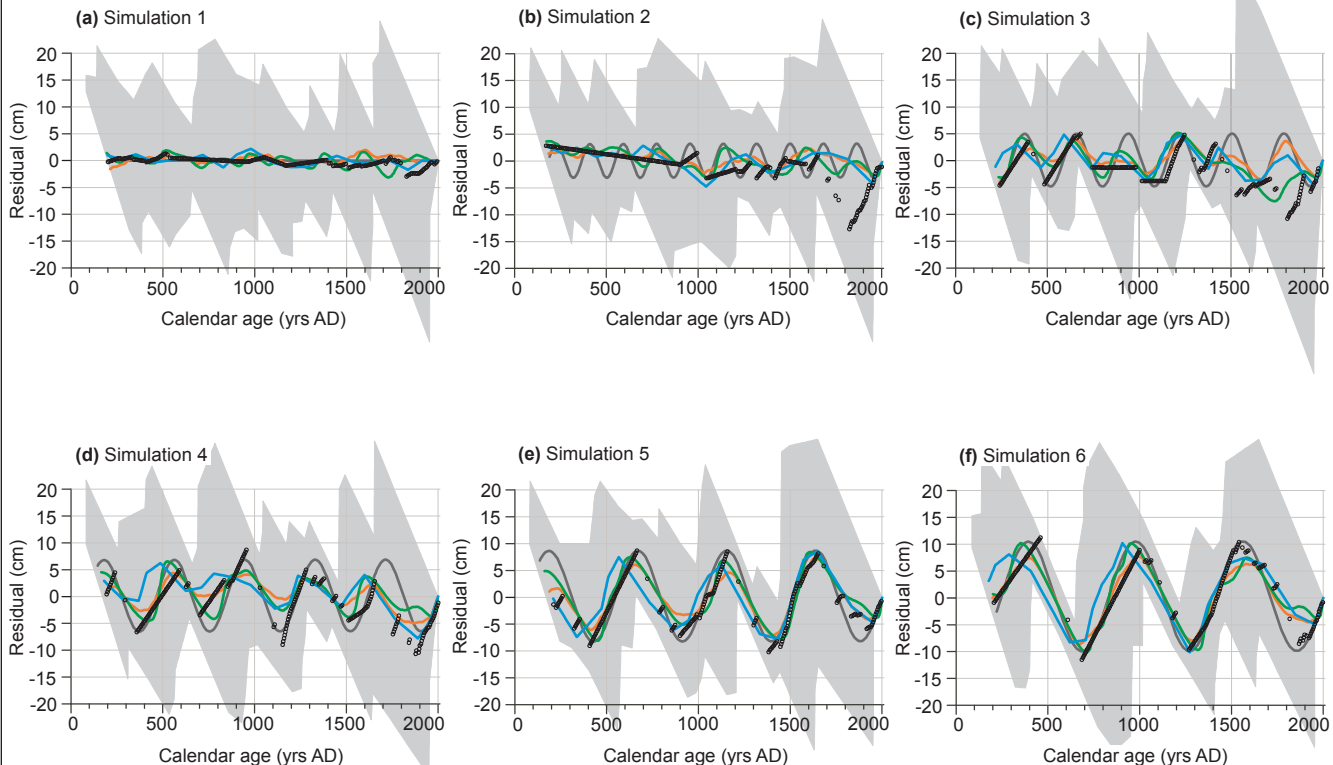 (a) Simulation 1
(b) Simulation 2
(c) Simulation 3
Residual (cm)
20
15
10
5
0
-5
-10
-15
-20
0 500 1000 1500 2000
Calendar age (yrs AD)
Residual (cm)
20
15
10
5
0
-5
-10
-15
-20
0 500 1000 1500 2000
Calendar age (yrs AD)
Residual (cm)
20
15
10
5
0
-5
-10
-15
-20
0 500 1000 1500 2000
Calendar age (yrs AD)
(d) Simulation 4
(e) Simulation 5
(f) Simulation 6
Residual (cm)
20
15
10
5
0
-5
-10
-15
-20
0 500 1000 1500 2000
Calendar age (yrs AD)
Residual (cm)
20
15
10
5
0
-5
-10
-15
-20
0 500 1000 1500 2000
Calendar age (yrs AD)
Residual (cm)
20
15
10
5
0
-5
-10
-15
-20
0 500 1000 1500 2000
Calendar age (yrs AD)